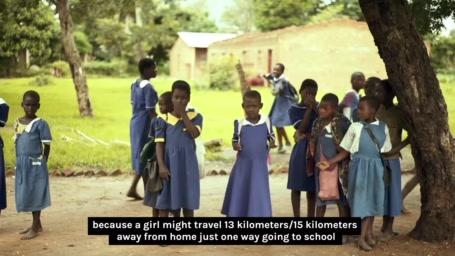 because a girl might travel 13 kilometers/15 kilometers
away from home just one way going to school